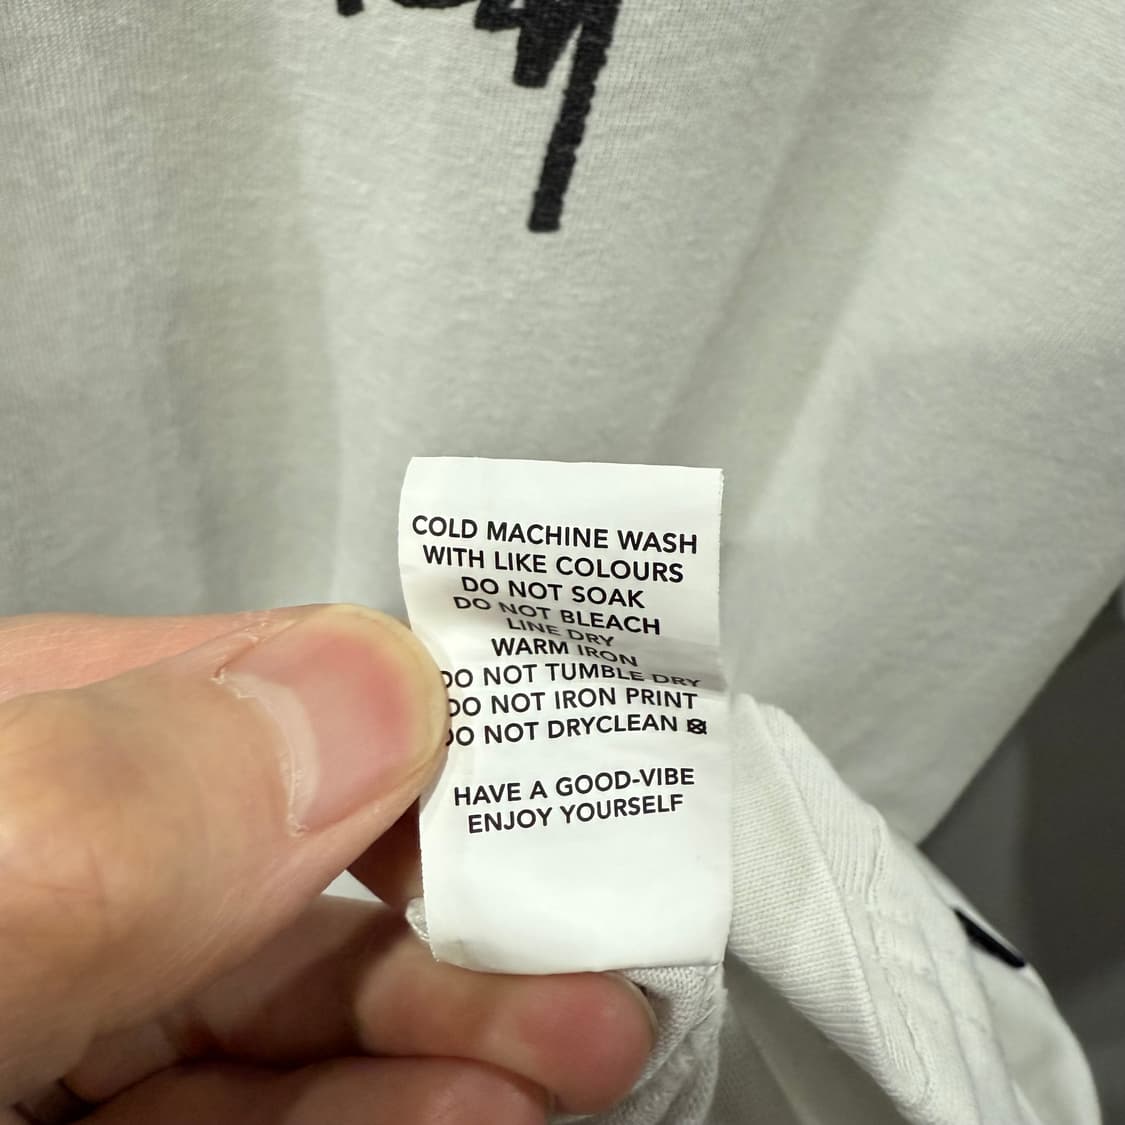 COLD MACHINE WASH
WITH LIKE COLOURS
DO NOT SOAK
DO NOT BLEACH
LINE DRY
WARM IRON
DO NOT TUMBLE DRY
DO NOT IRON PRINT
DO NOT DRYCLEAN
HAVE A GOOD-VIBE
ENJOY YOURSELF